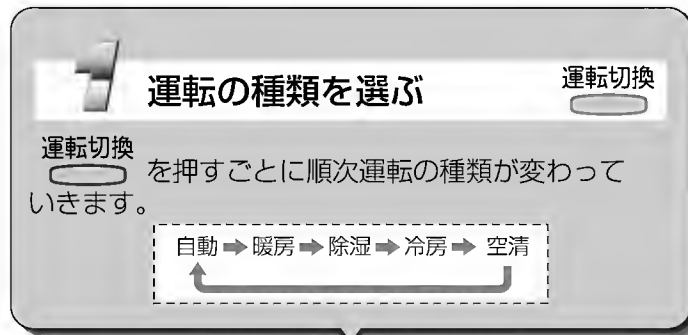 1 運転の種類を選ぶ 運転切換
運転切換
を押すごとに順次運転の種類が変わって
いきます。
自動➡暖房➡除湿➡冷房➡空清